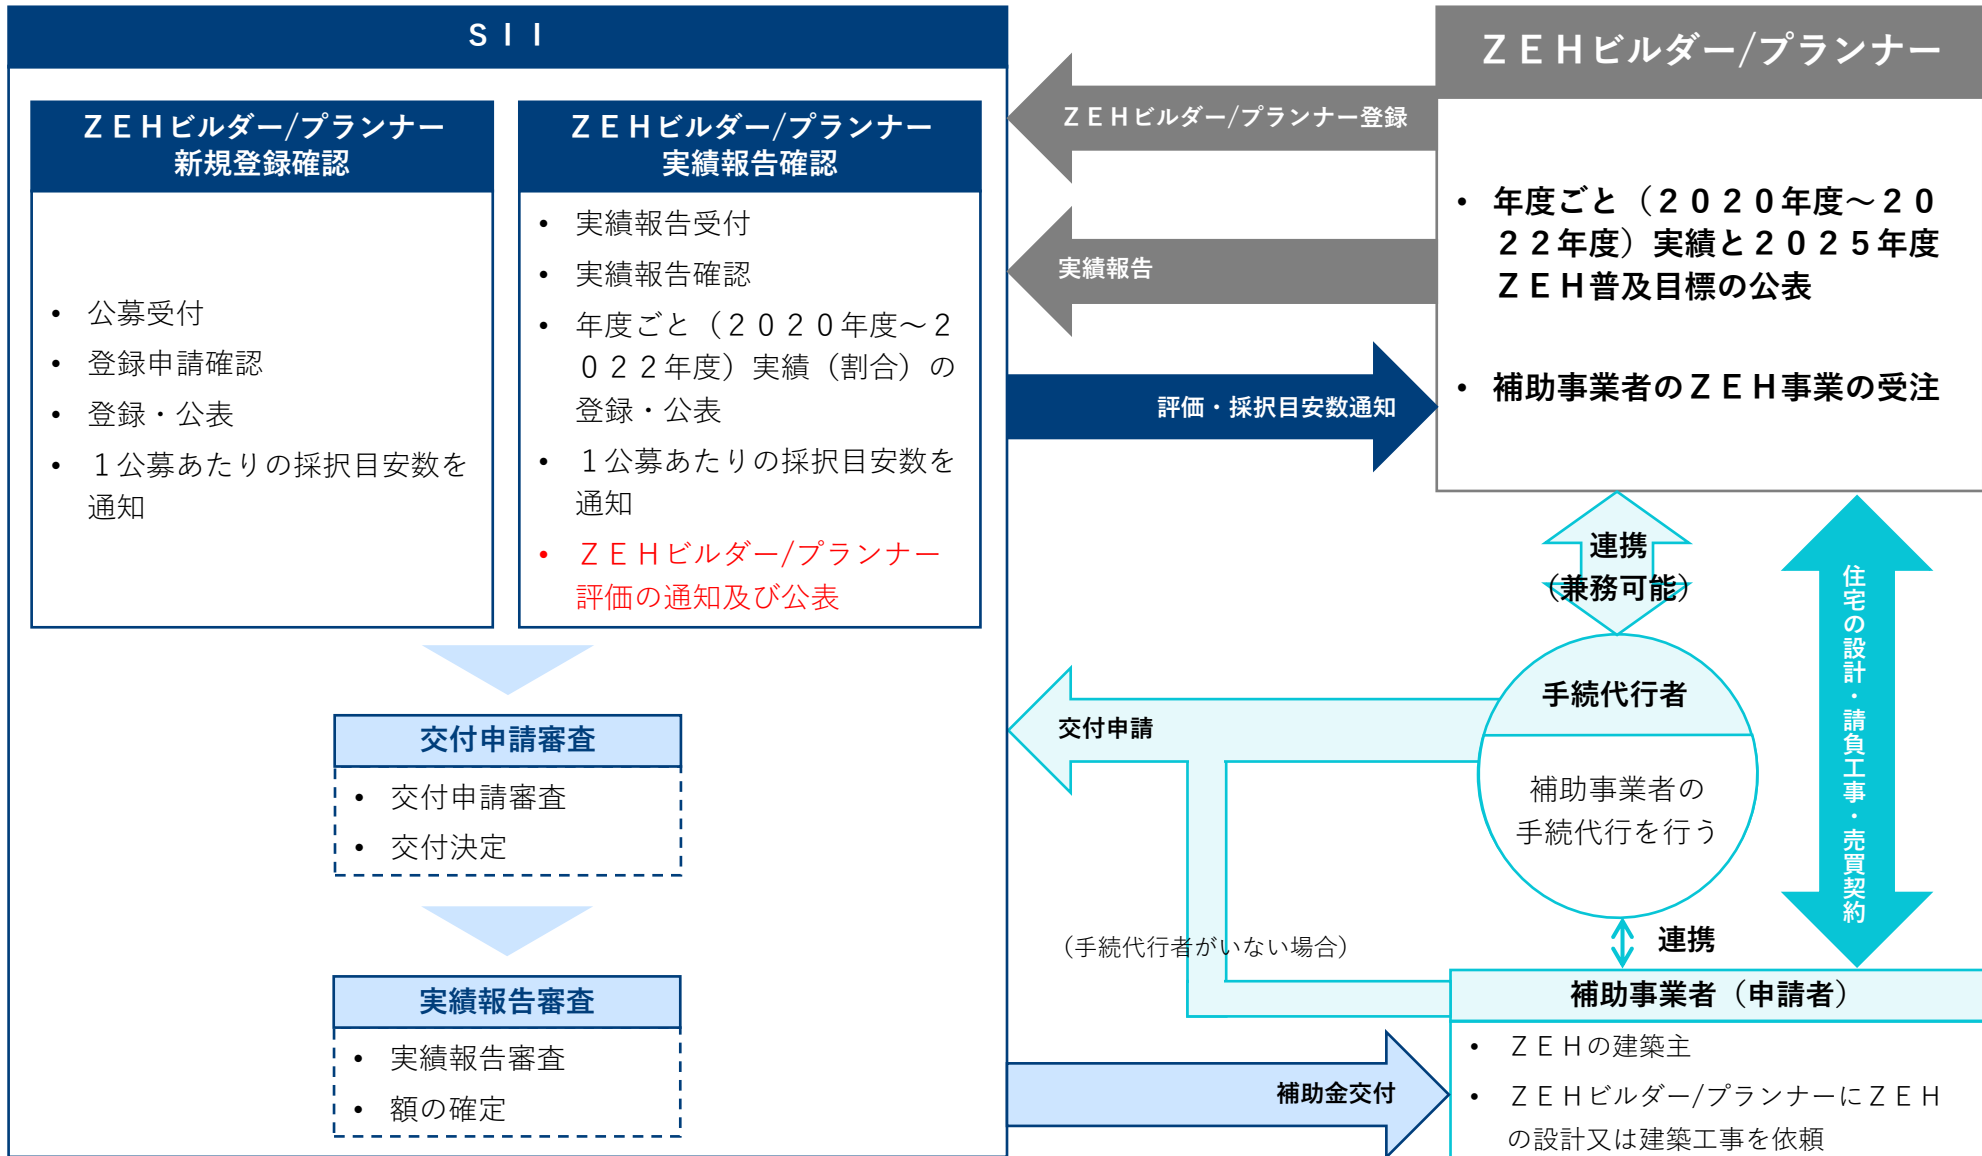 ＳＩＩ
ＺＥＨビルダー/プランナー
新規登録確認
• 公募受付
• 登録申請確認
• 登録・公表
• １公募あたりの採択目安数を
通知
ＺＥＨビルダー/プランナー
実績報告確認
• 実績報告受付
• 実績報告確認
• 年度ごと（２０２０年度～２
０２２年度）実績（割合）の
登録・公表
• １公募あたりの採択目安数を
通知
• ＺＥＨビルダー/プランナー
評価の通知及び公表
交付申請審査
• 交付申請審査
• 交付決定
実績報告審査
• 実績報告審査
• 額の確定
ＺＥＨビルダー/プランナー登録
実績報告
評価・採択目安数通知
交付申請
（手続代行者がいない場合）
補助金交付
ＺＥＨビルダー/プランナー
• 年度ごと（２０２０年度～２０
２２年度）実績と２０２５年度
ＺＥＨ普及目標の公表
• 補助事業者のＺＥＨ事業の受注
連携
（兼務可能）
手続代行者
補助事業者の
手続代行を行う
連携
住宅の設計・請負工事・売買契約
補助事業者（申請者）
• ＺＥＨの建築主
• ＺＥＨビルダー/プランナーにＺＥＨ
の設計又は建築工事を依頼